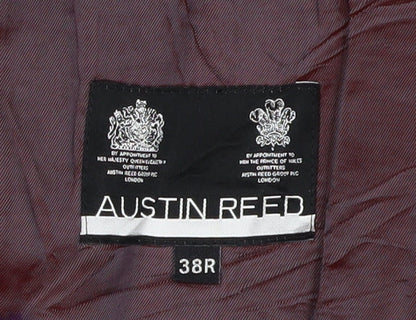 BY APPOINTMENT TO
HER MAJESTY QUEEN ELIZABETH II
OUTFITTERS
AUSTIN REED GROUP PLC
LONDON
BY APPOINTMENT TO
HRH THE PRINCE OF WALES
OUTFITTERS
AUSTIN REED GROUP PLC
LONDON
AUSTIN REED
38R